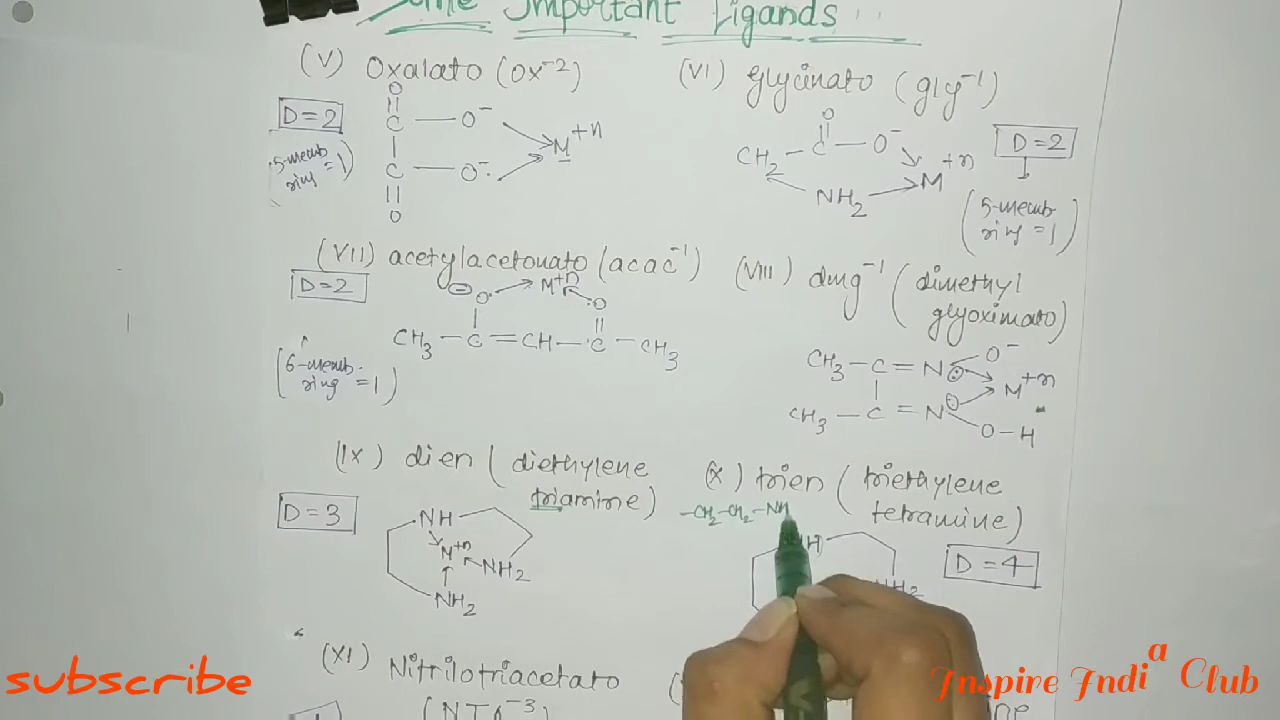 Some Important Ligands
(V) Oxalato (ox⁻²)
D=2
5-memb
ring = 1)
O
C — O⁻
M⁺ⁿ
C — O⁻
O
(VI) glycinato (gly⁻¹)
O
CH₂ — C — O⁻
M⁺ⁿ
NH₂
D=2
(5-memb
ring = 1)
(VII) acetylacetonato (acac⁻¹)
D=2
M⁺ⁿ
O O
CH₃ — C = CH — C — CH₃
(6-memb.
ring = 1)
(VIII) dmg⁻¹ (dimethyl
glyoximato)
O⁻
CH₃ — C = N
M⁺ⁿ
CH₃ — C = N
O — H
(IX) dien (diethylene
triamine)
D=3
NH
M⁺ⁿ
NH₂
NH₂
(X) trien (triethylene
tetramine)
-CH₂-CH₂-NH
NH₂
D=4
(XI) Nitrilotriacetato
(NTA⁻³)
subscribe
Inspire India Club